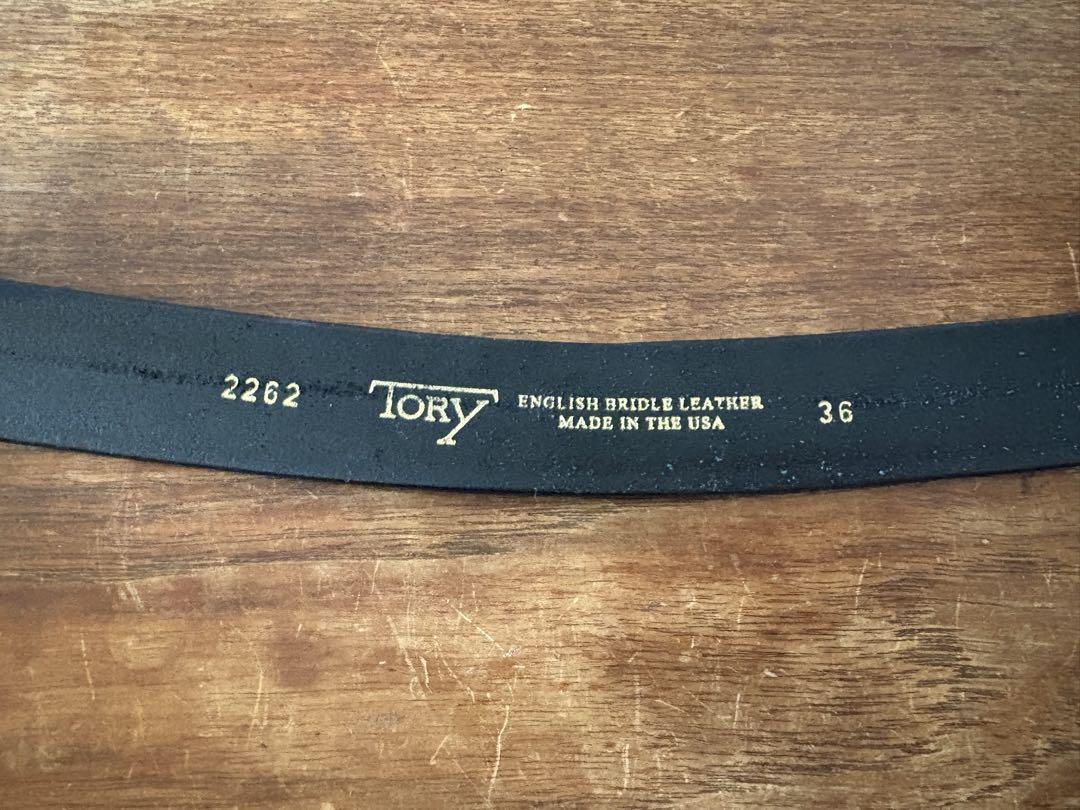 2262 TORY ENGLISH BRIDLE LEATHER 36
MADE IN THE USA